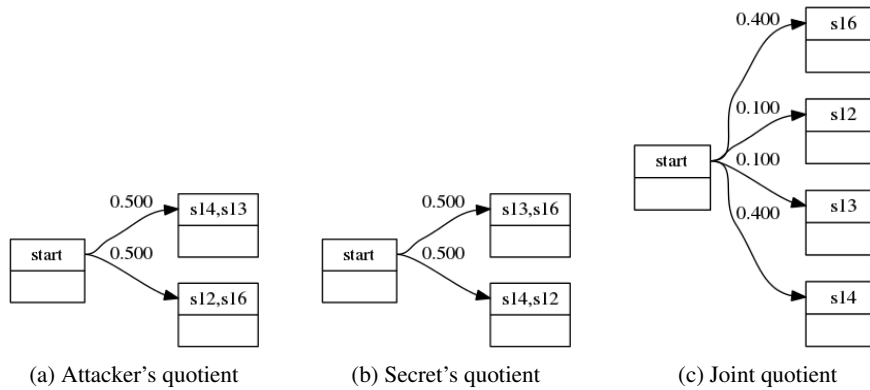 0.500
s14,s13
start
0.500
s12,s16
(a) Attacker's quotient
0.500
s13,s16
start
0.500
s14,s12
(b) Secret's quotient
0.400
s16
0.100
s12
start
0.100
s13
0.400
s14
(c) Joint quotient